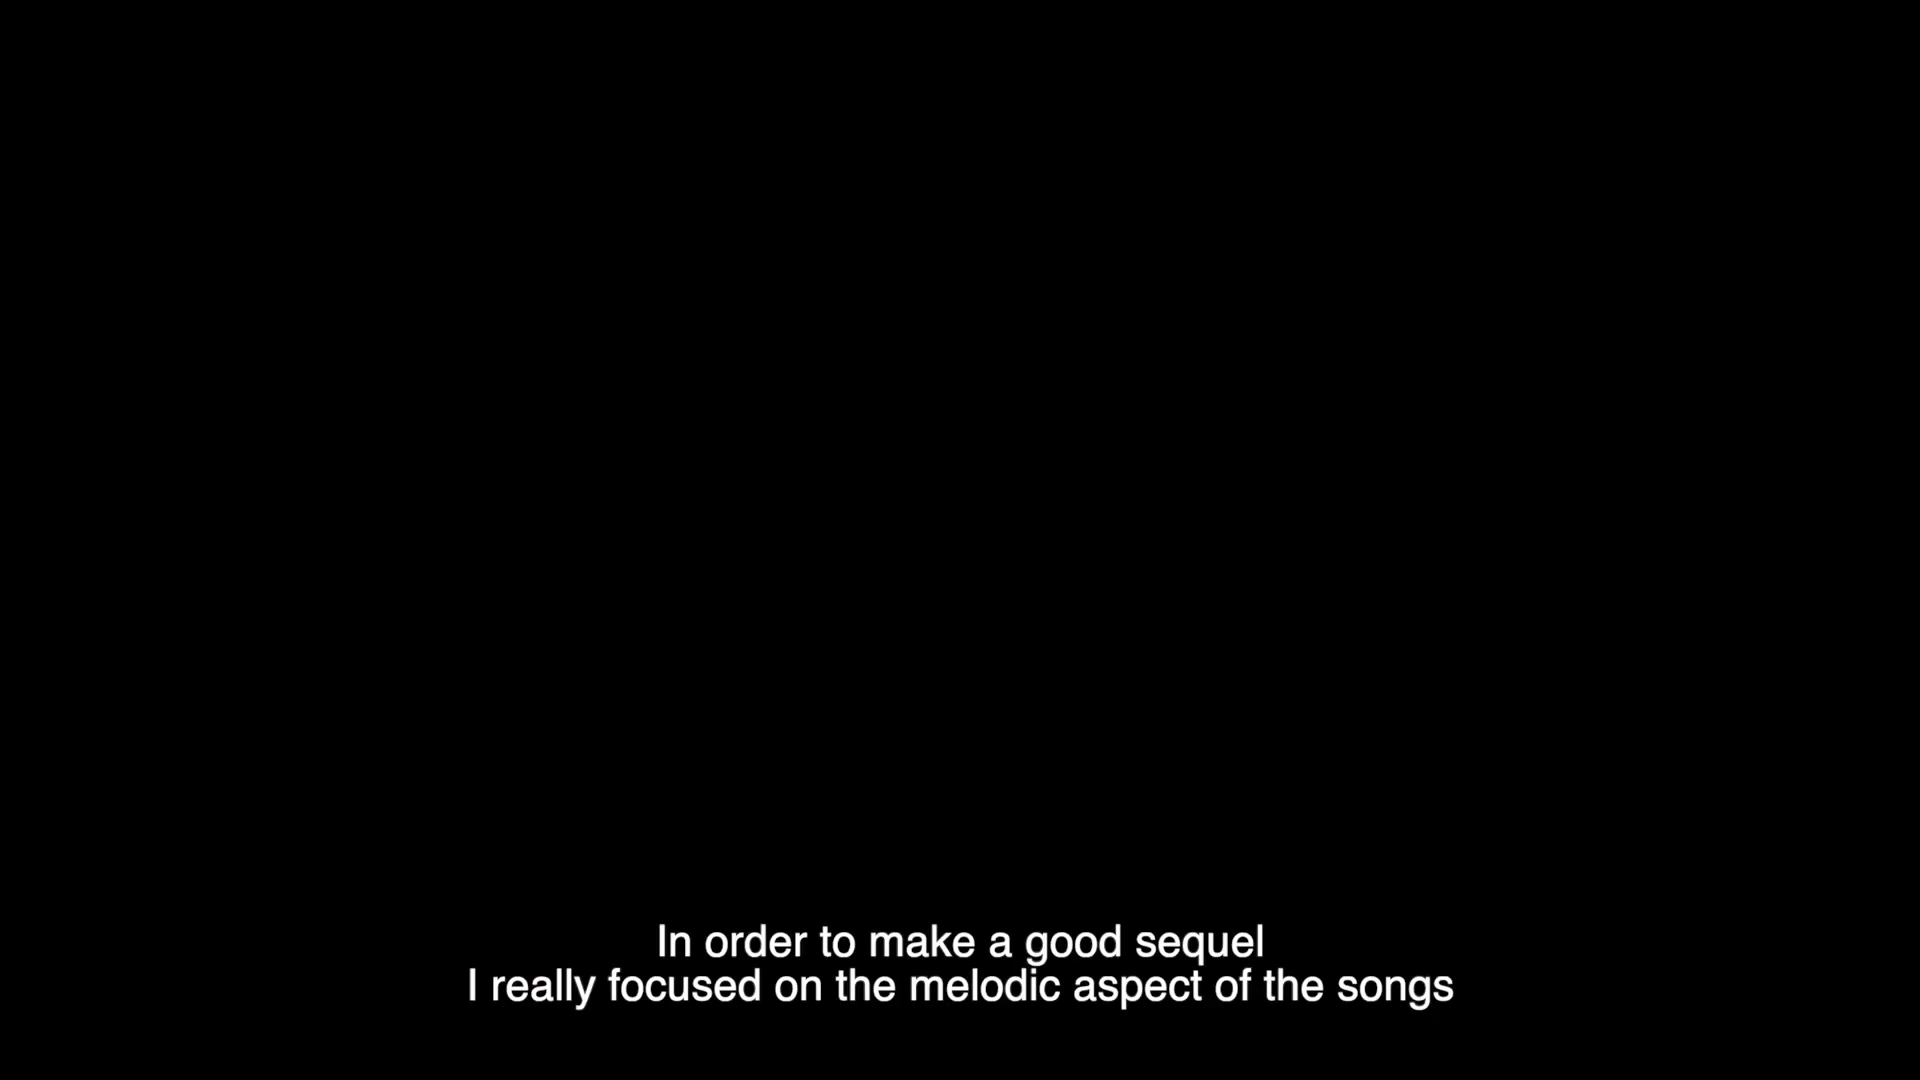 In order to make a good sequel
I really focused on the melodic aspect of the songs